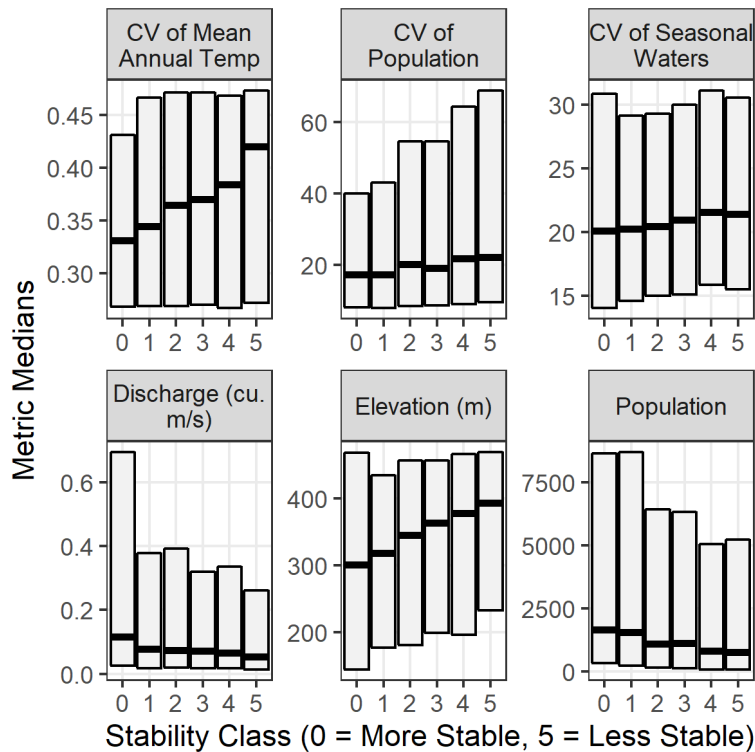 CV of Mean
Annual Temp
CV of
Population
CV of Seasonal
Waters
0.45
0.40
0.35
0.30
60
40
20
30
25
20
15
0 1 2 3 4 5
0 1 2 3 4 5
0 1 2 3 4 5
Metric Medians
Discharge (cu.
m/s)
Elevation (m)
Population
0.6
0.4
0.2
0.0
400
300
200
7500
5000
2500
0
0 1 2 3 4 5
0 1 2 3 4 5
0 1 2 3 4 5
Stability Class (0 = More Stable, 5 = Less Stable)